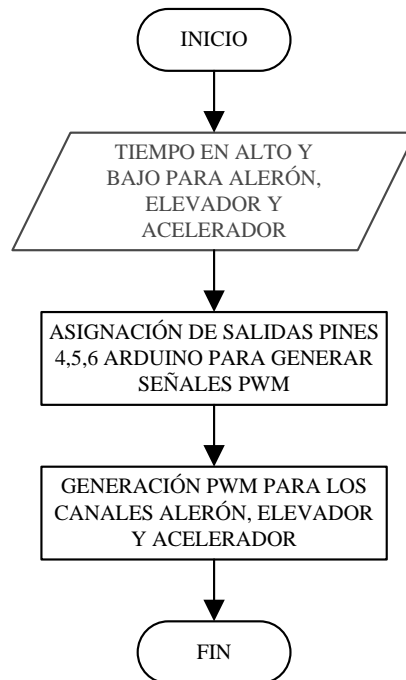 INICIO
TIEMPO EN ALTO Y
BAJO PARA ALERÓN,
ELEVADOR Y
ACELERADOR
ASIGNACIÓN DE SALIDAS PINES
4,5,6 ARDUINO PARA GENERAR
SEÑALES PWM
GENERACIÓN PWM PARA LOS
CANALES ALERÓN, ELEVADOR
Y ACELERADOR
FIN